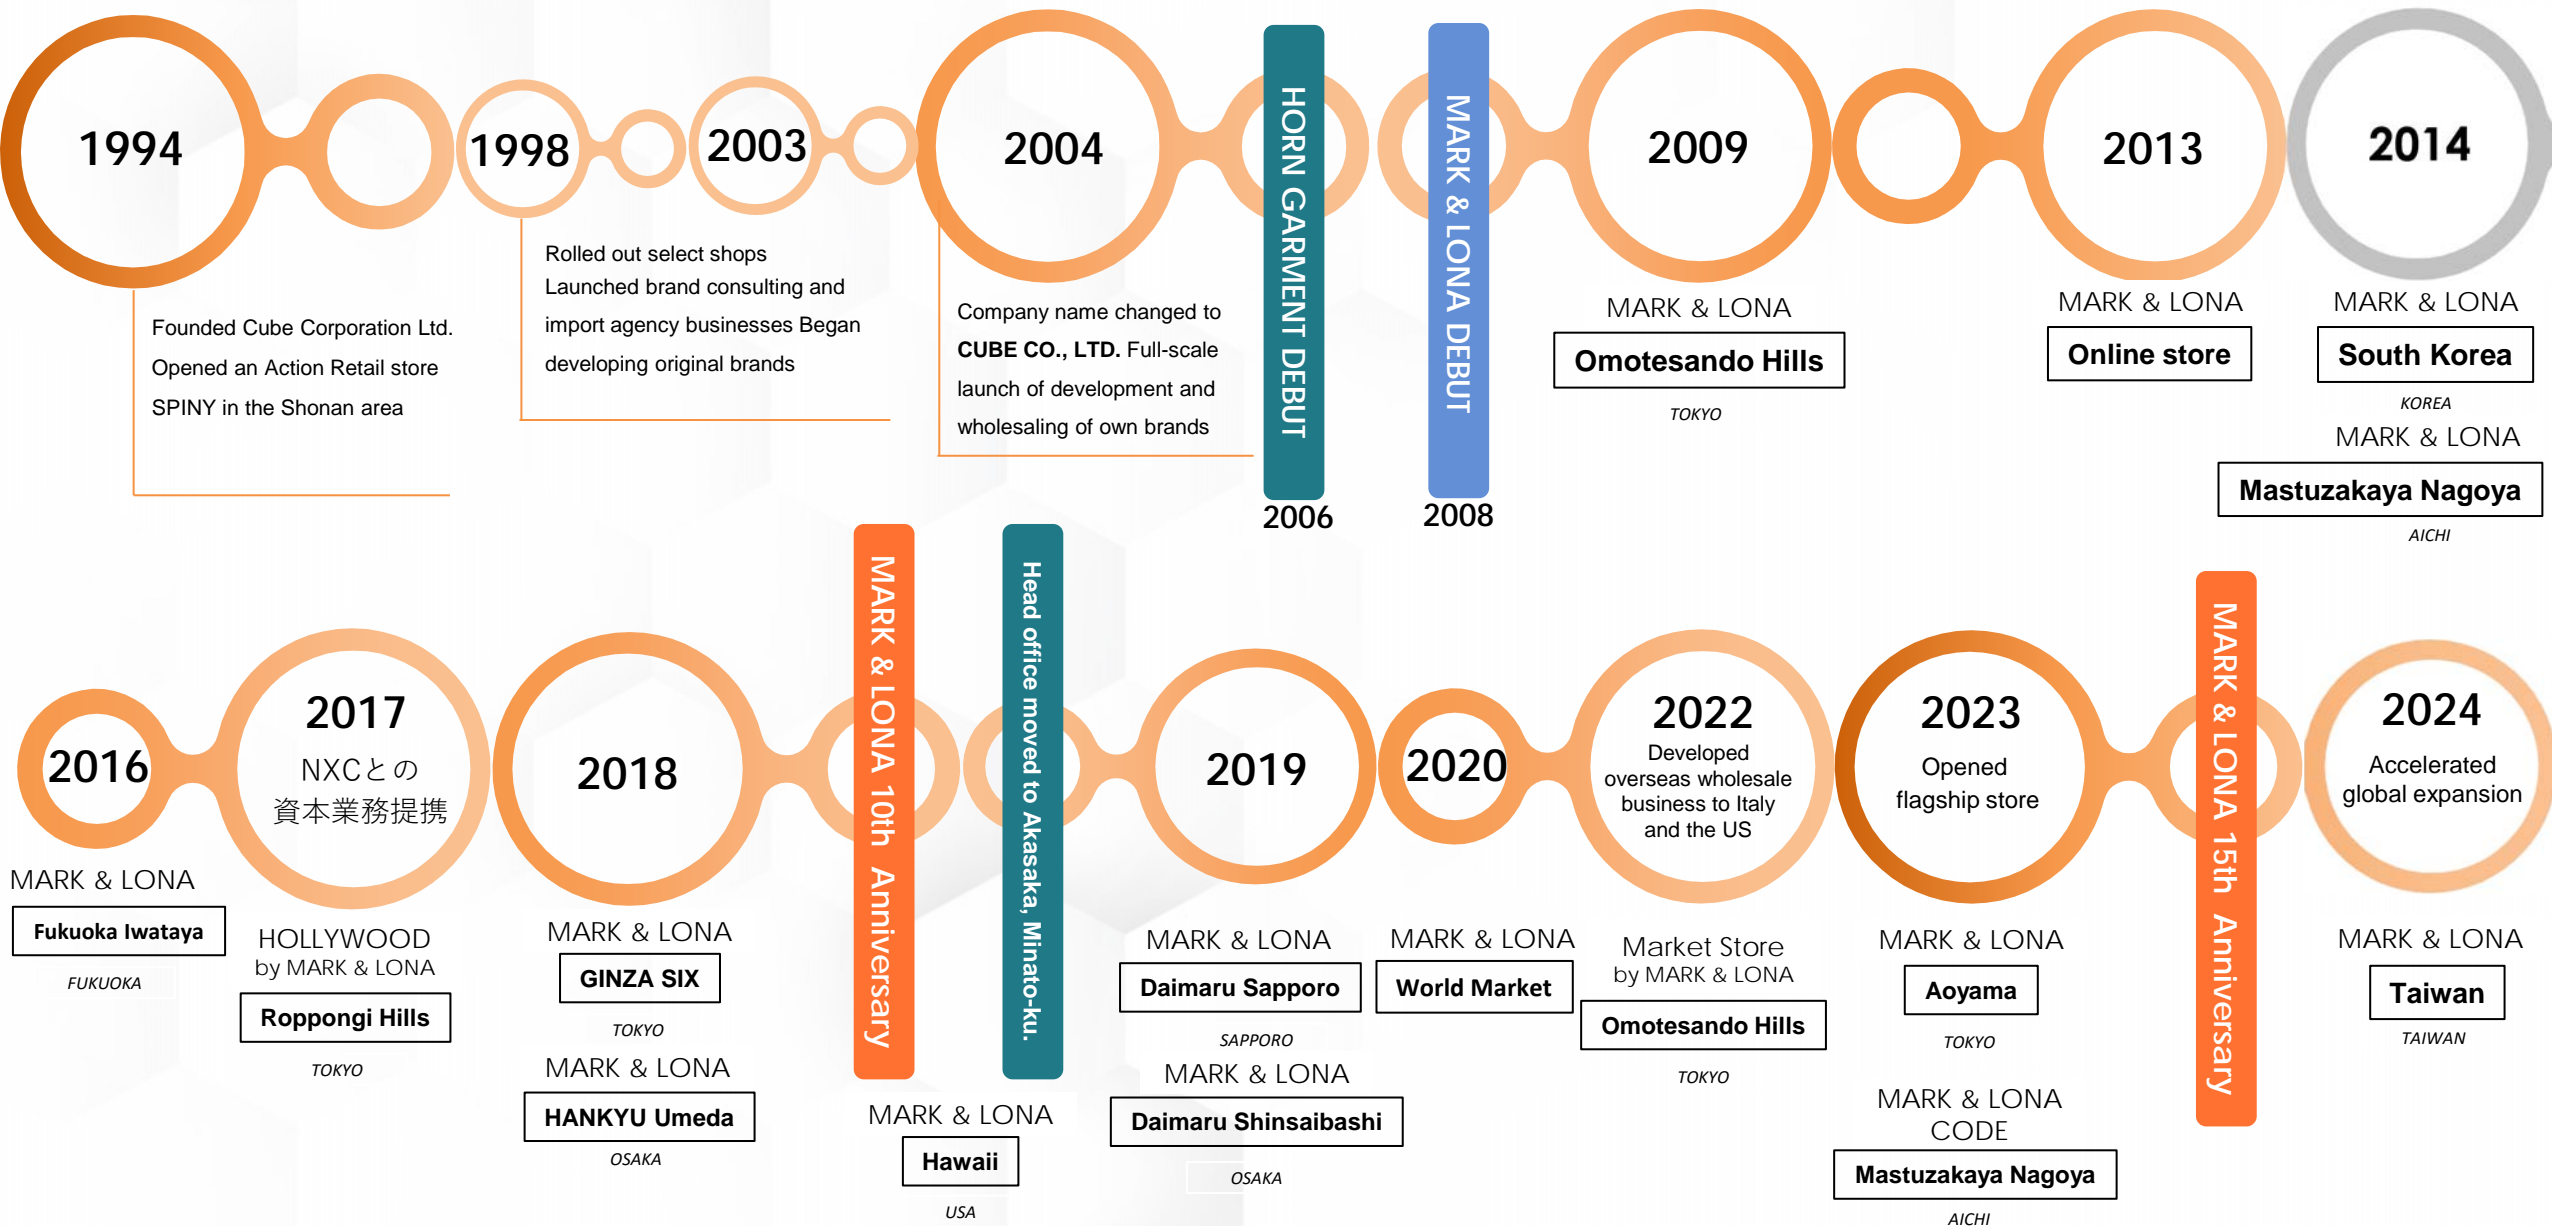 1994
Founded Cube Corporation Ltd.
Opened an Action Retail store
SPINY in the Shonan area
1998
2003
Rolled out select shops
Launched brand consulting and
import agency businesses Began
developing original brands
2004
Company name changed to
CUBE CO., LTD. Full-scale
launch of development and
wholesaling of own brands
HORN GARMENT DEBUT
2006
MARK & LONA DEBUT
2008
2009
MARK & LONA
Omotesando Hills
TOKYO
2013
MARK & LONA
Online store
2014
MARK & LONA
South Korea
KOREA
MARK & LONA
Mastuzakaya Nagoya
AICHI
2016
MARK & LONA
Fukuoka Iwataya
FUKUOKA
2017
NXCとの
資本業務提携
HOLLYWOOD
by MARK & LONA
Roppongi Hills
TOKYO
2018
MARK & LONA
GINZA SIX
TOKYO
MARK & LONA
HANKYU Umeda
OSAKA
MARK & LONA 10th Anniversary
MARK & LONA
Hawaii
USA
Head office moved to Akasaka, Minato-ku.
2019
MARK & LONA
Daimaru Sapporo
SAPPORO
MARK & LONA
Daimaru Shinsaibashi
OSAKA
2020
MARK & LONA
World Market
2022
Developed
overseas wholesale
business to Italy
and the US
Market Store
by MARK & LONA
Omotesando Hills
TOKYO
2023
Opened
flagship store
MARK & LONA
Aoyama
TOKYO
MARK & LONA
CODE
Mastuzakaya Nagoya
AICHI
MARK & LONA 15th Anniversary
2024
Accelerated
global expansion
MARK & LONA
Taiwan
TAIWAN